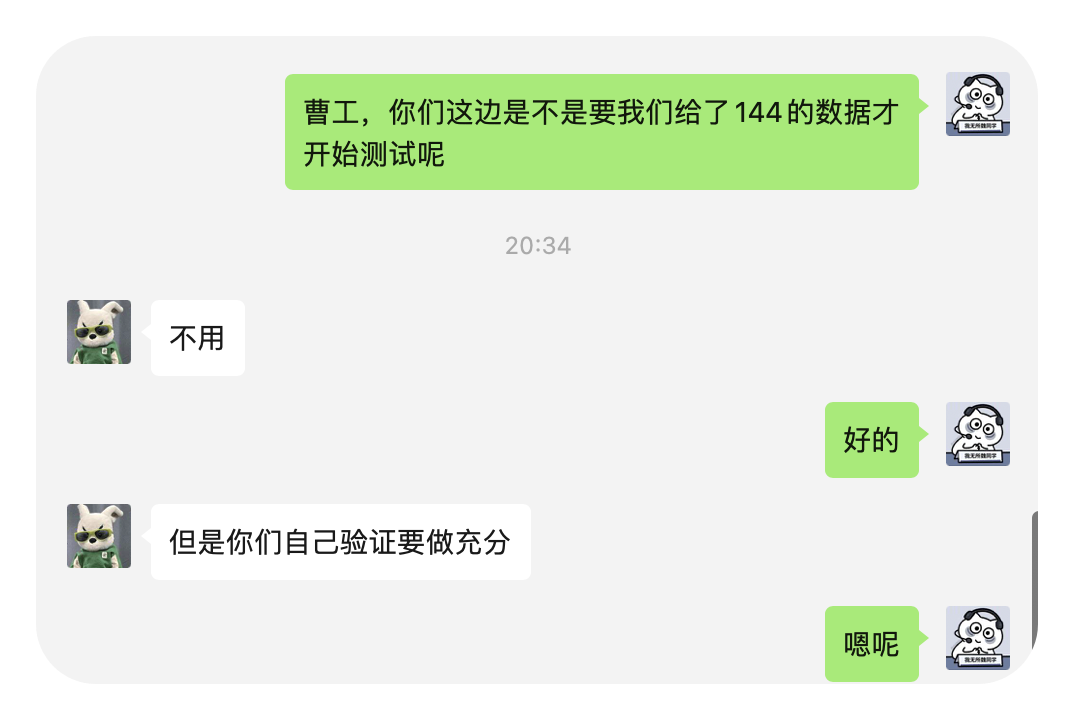 曹工，你们这边是不是要我们给了144的数据才
开始测试呢
20:34
不用
好的
但是你们自己验证要做充分
嗯呢